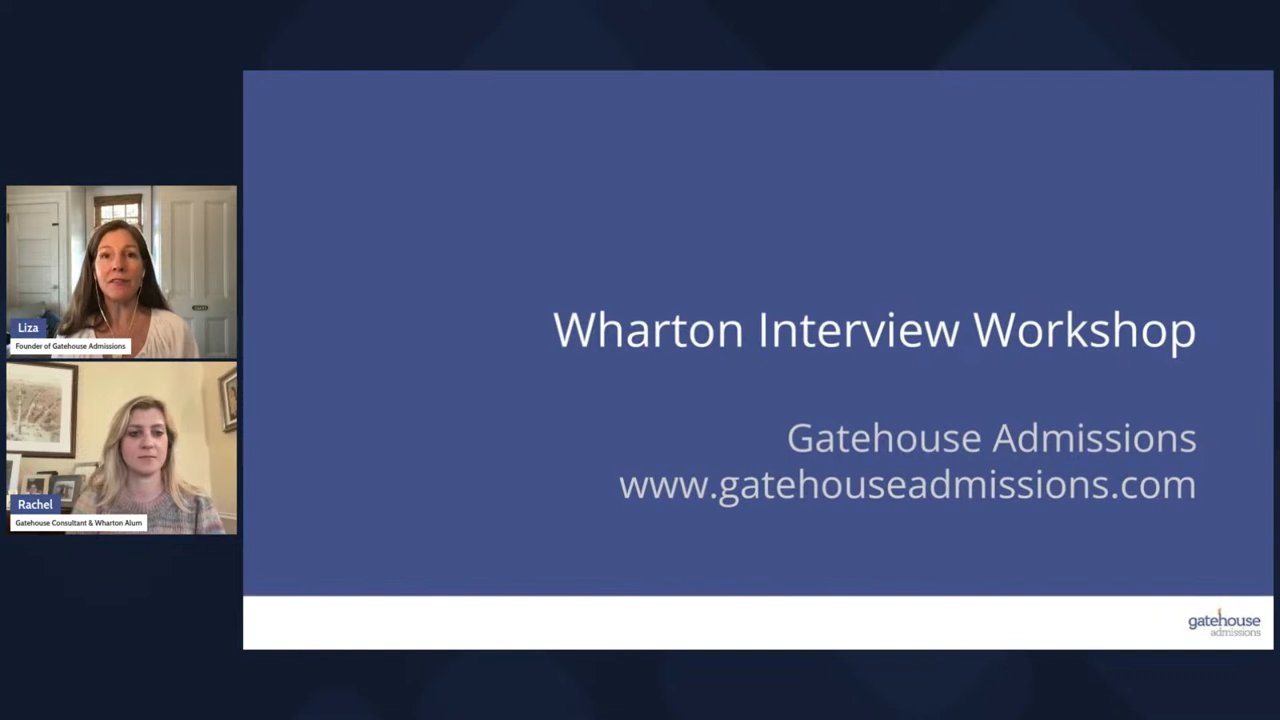 Liza
Founder of Gatehouse Admissions
Rachel
Gatehouse Consultant & Wharton Alum
Wharton Interview Workshop
Gatehouse Admissions
www.gatehouseadmissions.com
gatehouse
admissions